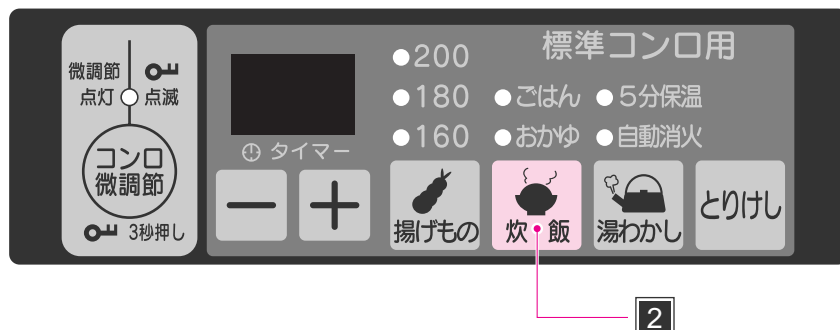 微調節
点灯 点滅
コンロ
微調節
3秒押し
タイマー
標準コンロ用
200
180 ごはん 5分保温
160 おかゆ 自動消火
揚げもの 炊飯 湯わかし とりけし
2